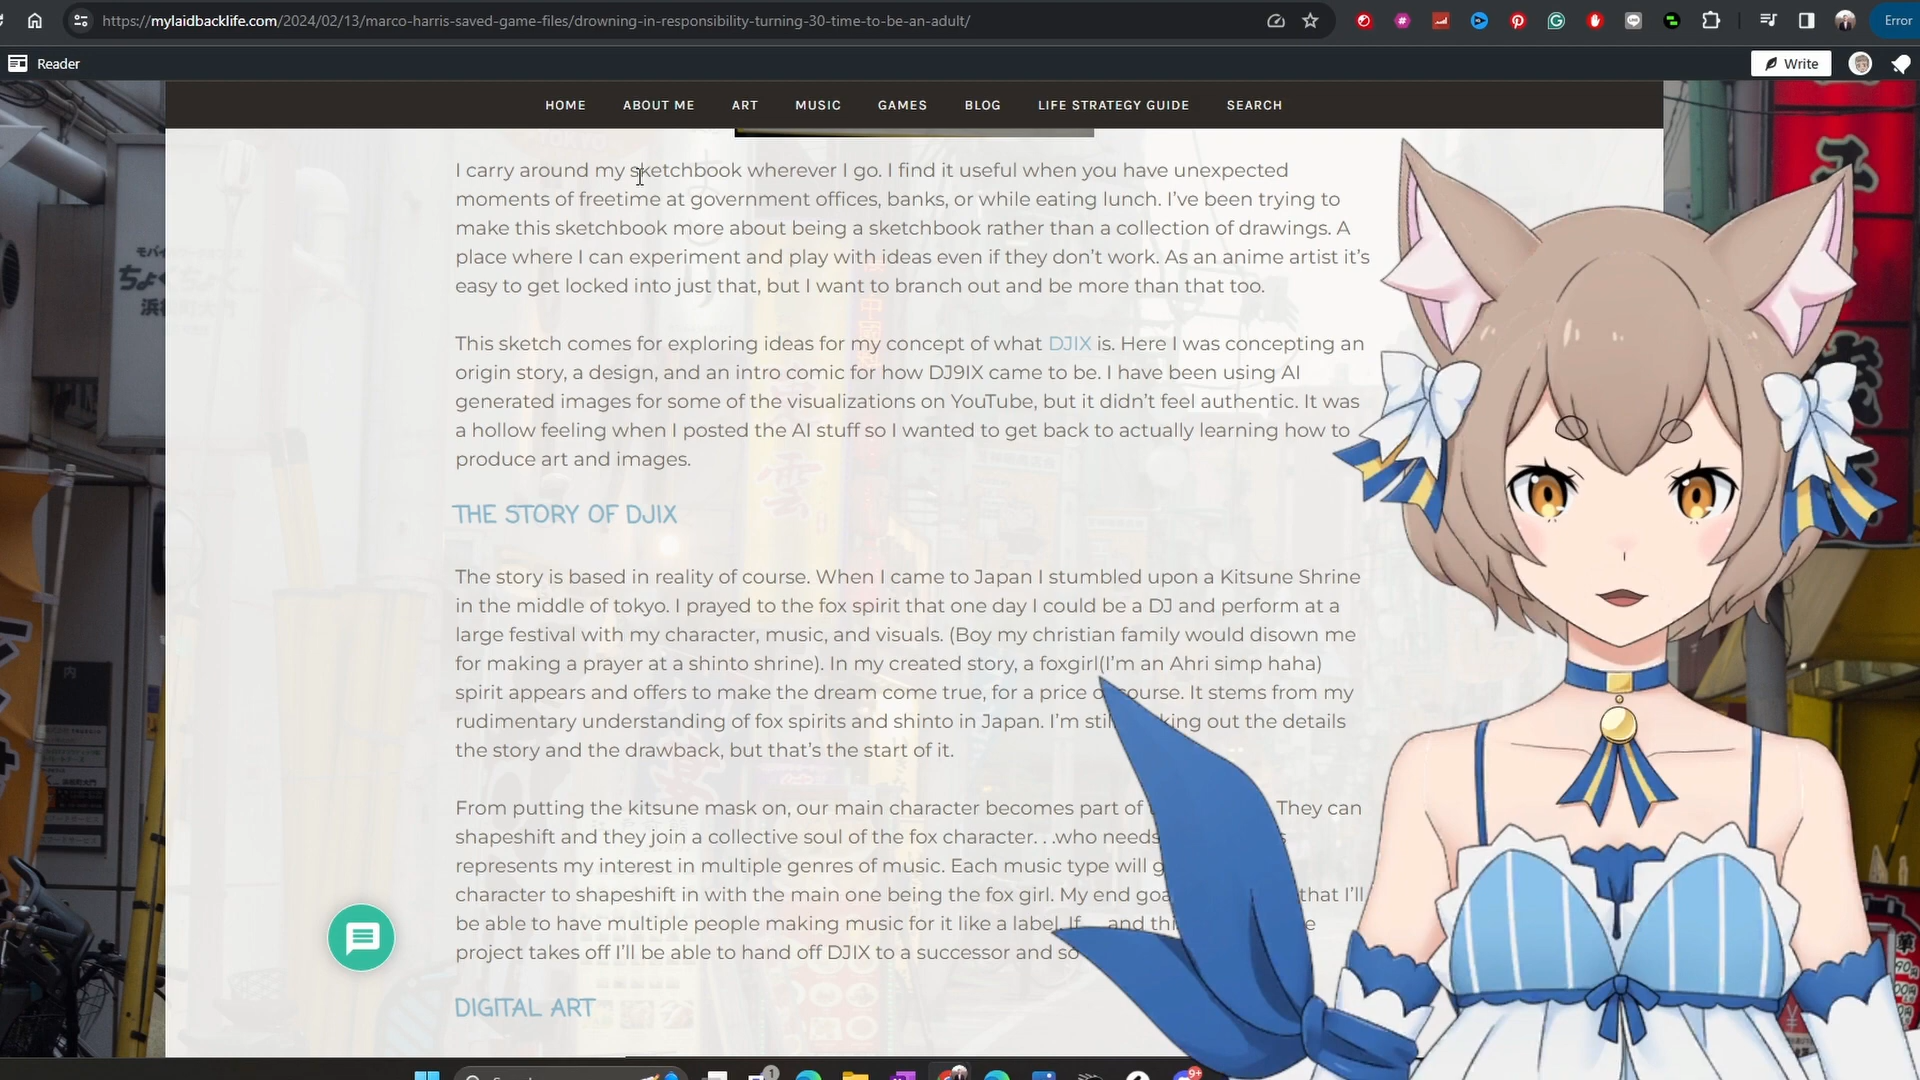 https://mylaidbacklife.com/2024/02/13/marco-harris-saved-game-files/drowning-in-responsibility-turning-30-time-to-be-an-adult/
Error
Reader
Write
HOME ABOUT ME ART MUSIC GAMES BLOG LIFE STRATEGY GUIDE SEARCH
I carry around my sketchbook wherever I go. I find it useful when you have unexpected
moments of freetime at government offices, banks, or while eating lunch. I've been trying to
make this sketchbook more about being a sketchbook rather than a collection of drawings. A
place where I can experiment and play with ideas even if they don't work. As an anime artist it's
easy to get locked into just that, but I want to branch out and be more than that too.
This sketch comes for exploring ideas for my concept of what DJIX is. Here I was concepting an
origin story, a design, and an intro comic for how DJ9IX came to be. I have been using AI
generated images for some of the visualizations on YouTube, but it didn't feel authentic. It was
a hollow feeling when I posted the AI stuff so I wanted to get back to actually learning how to
produce art and images.
THE STORY OF DJIX
The story is based in reality of course. When I came to Japan I stumbled upon a Kitsune Shrine
in the middle of tokyo. I prayed to the fox spirit that one day I could be a DJ and perform at a
large festival with my character, music, and visuals. (Boy my christian family would disown me
for making a prayer at a shinto shrine). In my created story, a foxgirl(I'm an Ahri simp haha)
spirit appears and offers to make the dream come true, for a price of course. It stems from my
rudimentary understanding of fox spirits and shinto in Japan. I'm still king out the details
the story and the drawback, but that's the start of it.
From putting the kitsune mask on, our main character becomes part of They can
shapeshift and they join a collective soul of the fox character. . .who needs
represents my interest in multiple genres of music. Each music type will
character to shapeshift in with the main one being the fox girl. My end goa that I'll
be able to have multiple people making music for it like a label. If . . . and thi
project takes off I'll be able to hand off DJIX to a successor and so
DIGITAL ART
1
9+